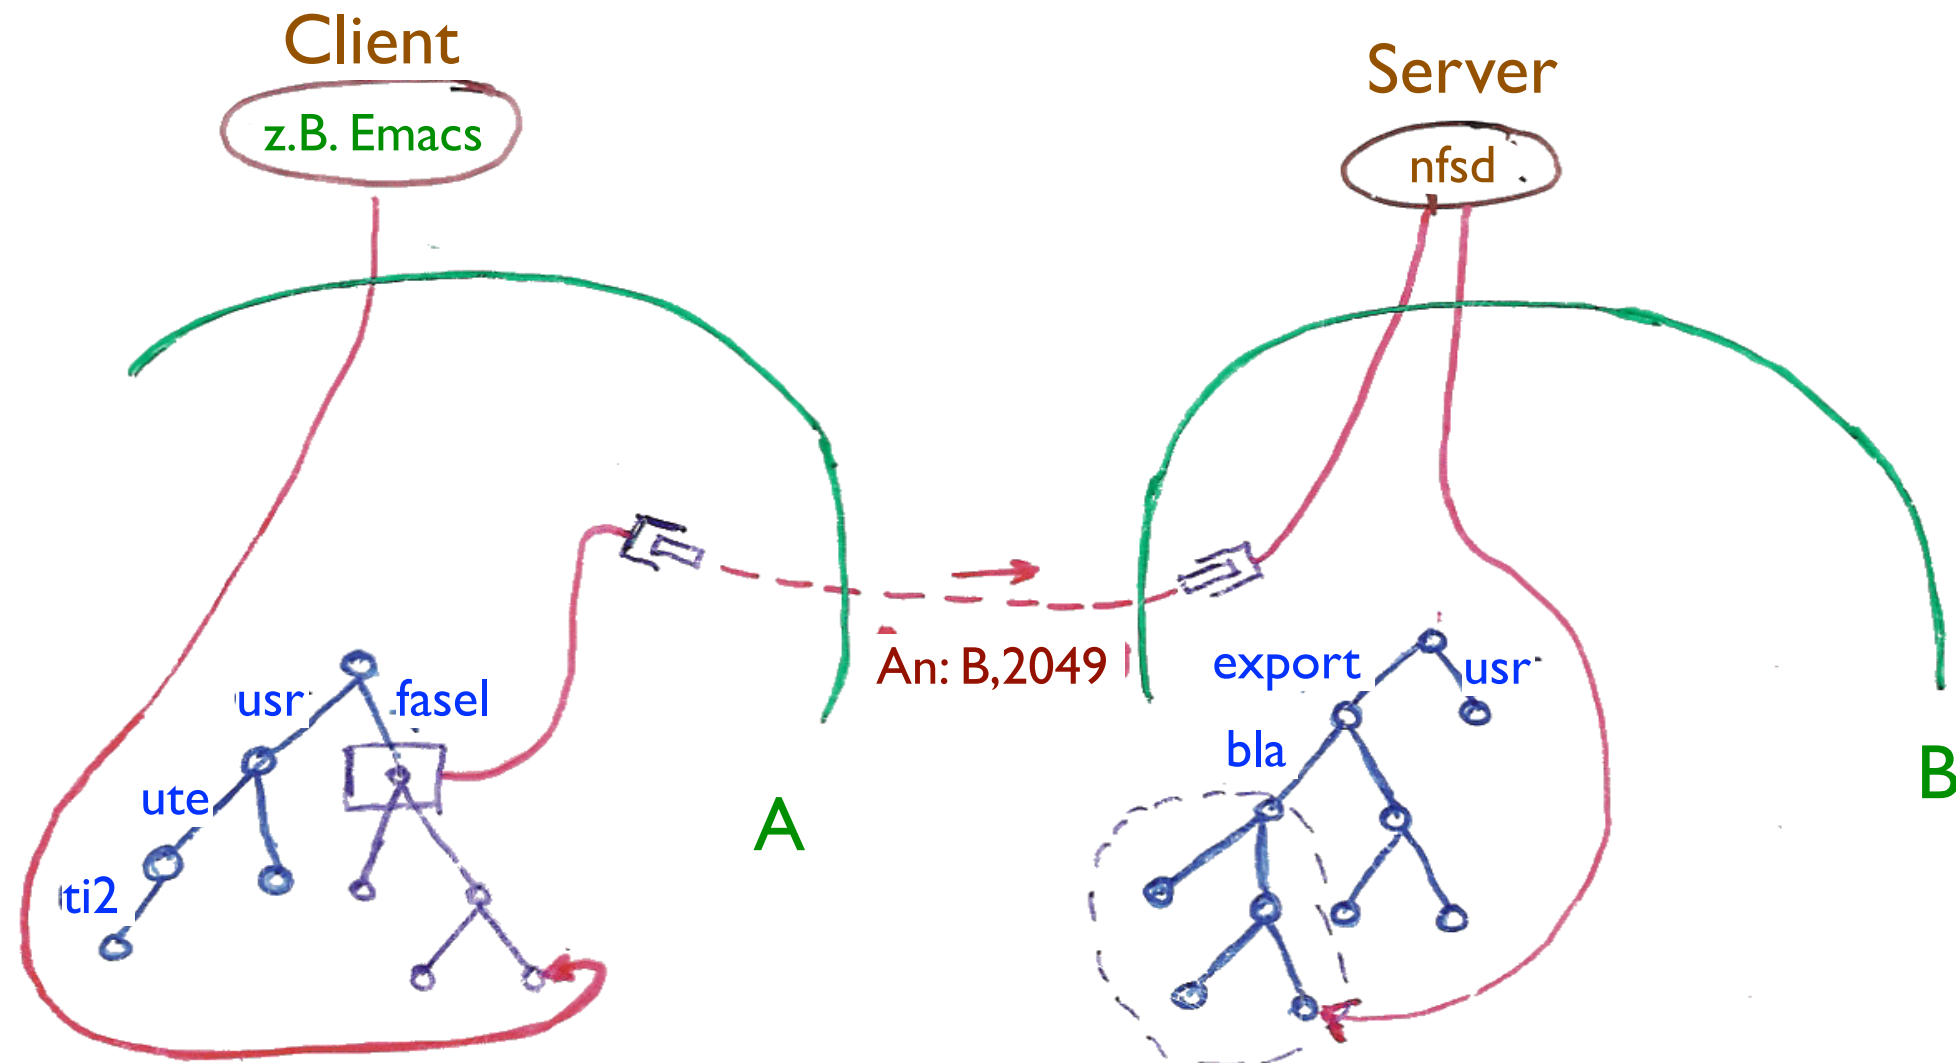 Client
z.B. Emacs
Server
nfsd
An: B,2049
usr
fasel
ute
ti2
A
export
usr
bla
B